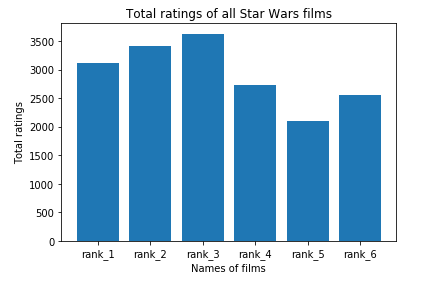 Total ratings of all Star Wars films
Total ratings
3500
3000
2500
2000
1500
1000
500
0
rank_1 rank_2 rank_3 rank_4 rank_5 rank_6
Names of films